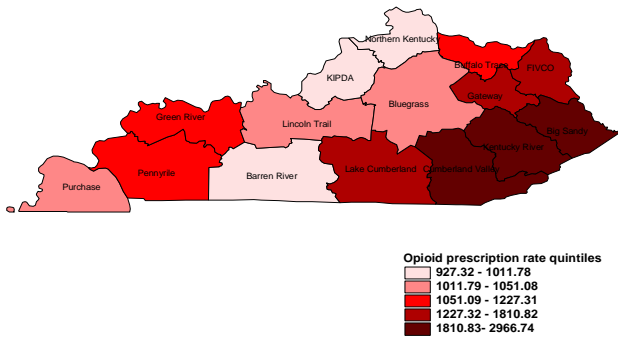 Northern Kentucky
Buffalo Trace
FIVCO
KIPDA
Gateway
Bluegrass
Green River
Lincoln Trail
Big Sandy
Kentucky River
Pennyrile
Barren River
Lake Cumberland
Cumberland Valley
Purchase
Opioid prescription rate quintiles
927.32 - 1011.78
1011.79 - 1051.08
1051.09 - 1227.31
1227.32 - 1810.82
1810.83- 2966.74